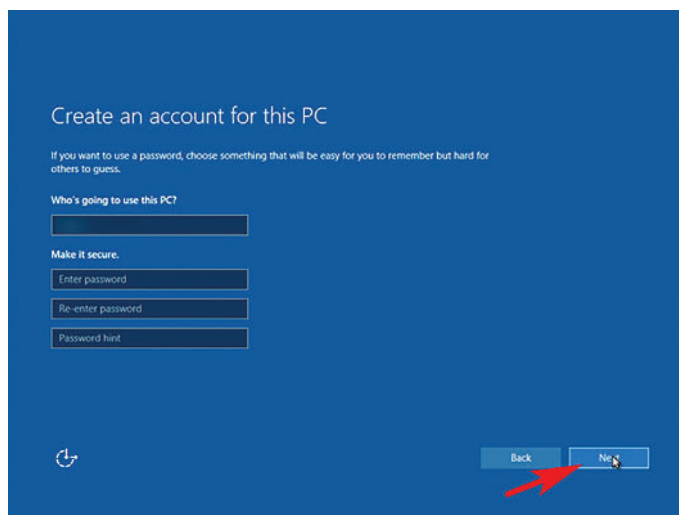 Create an account for this PC
If you want to use a password, choose something that will be easy for you to remember but hard for
others to guess.
Who's going to use this PC?
Make it secure.
Enter password
Re-enter password
Password hint
Back
Next